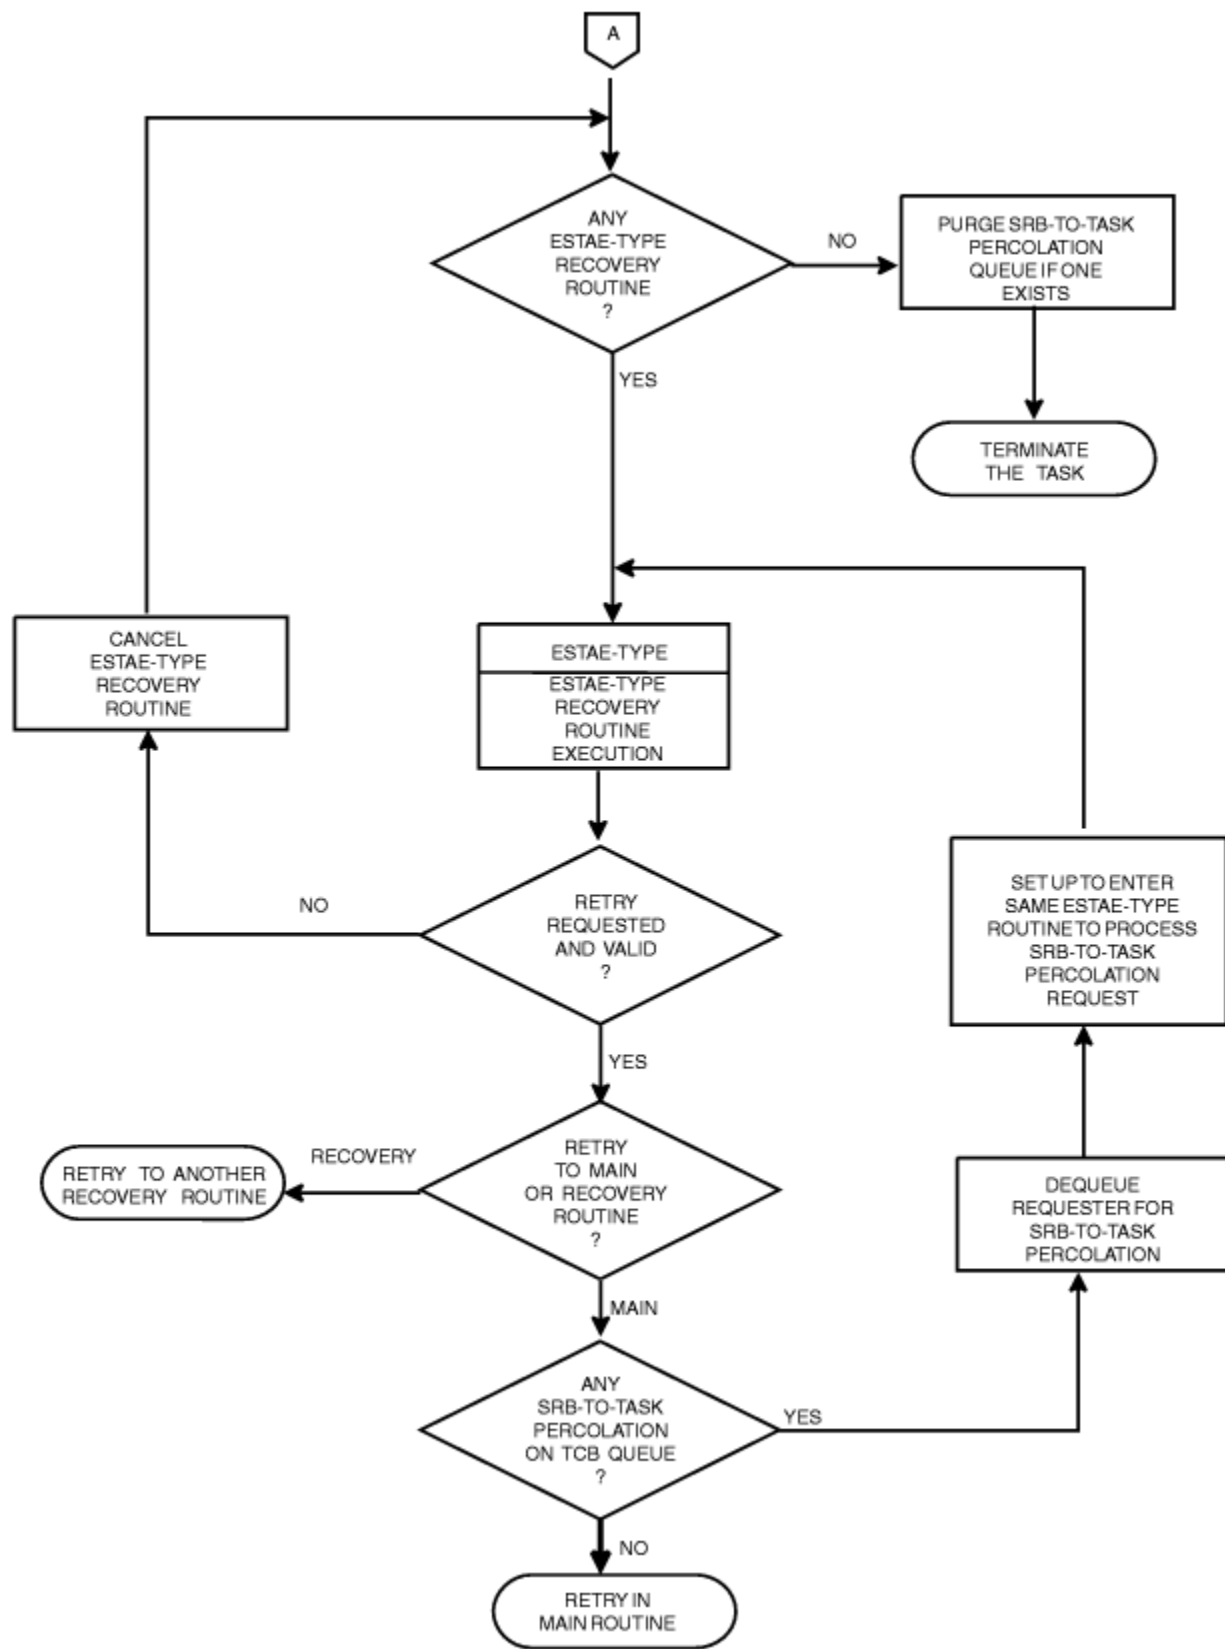 A
ANY
ESTAE-TYPE
RECOVERY
ROUTINE
?
NO
PURGE SRB-TO-TASK
PERCOLATION
QUEUE IF ONE
EXISTS
YES
TERMINATE
THE TASK
CANCEL
ESTAE-TYPE
RECOVERY
ROUTINE
ESTAE-TYPE
ESTAE-TYPE
RECOVERY
ROUTINE
EXECUTION
NO
RETRY
REQUESTED
AND VALID
?
SET UP TO ENTER
SAME ESTAE-TYPE
ROUTINE TO PROCESS
SRB-TO-TASK
PERCOLATION
REQUEST
YES
RECOVERY
RETRY TO ANOTHER
RECOVERY ROUTINE
RETRY
TO MAIN
OR RECOVERY
ROUTINE
?
DEQUEUE
REQUESTER FOR
SRB-TO-TASK
PERCOLATION
MAIN
ANY
SRB-TO-TASK
PERCOLATION
ON TCB QUEUE
?
YES
NO
RETRY IN
MAIN ROUTINE